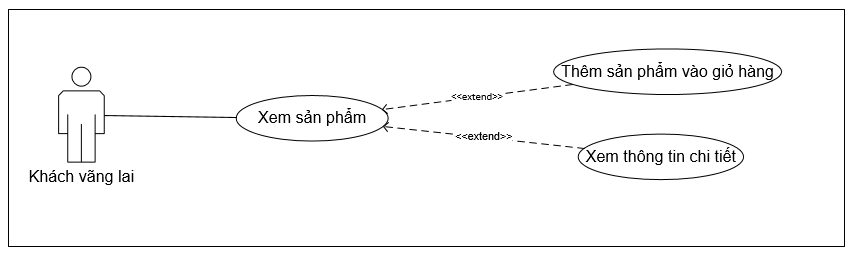 Thêm sản phẩm vào giỏ hàng
<<extend>>
Xem sản phẩm
<<extend>>
Xem thông tin chi tiết
Khách vãng lai